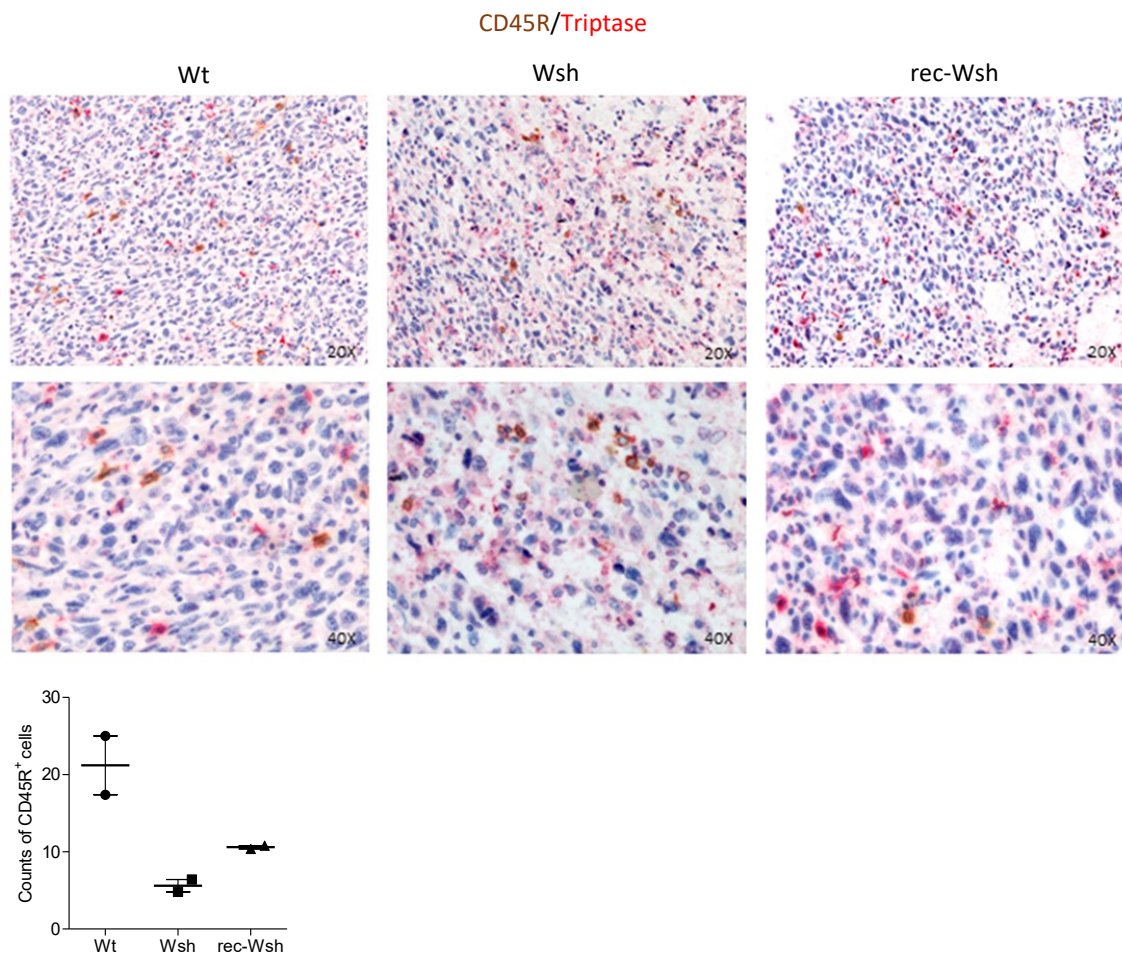 CD45R/Triptase
Wt
Wsh
rec-Wsh
20X
20X
20X
40X
40X
40X
30
20
10
0
Counts of CD45R+ cells
Wt
Wsh
rec-Wsh